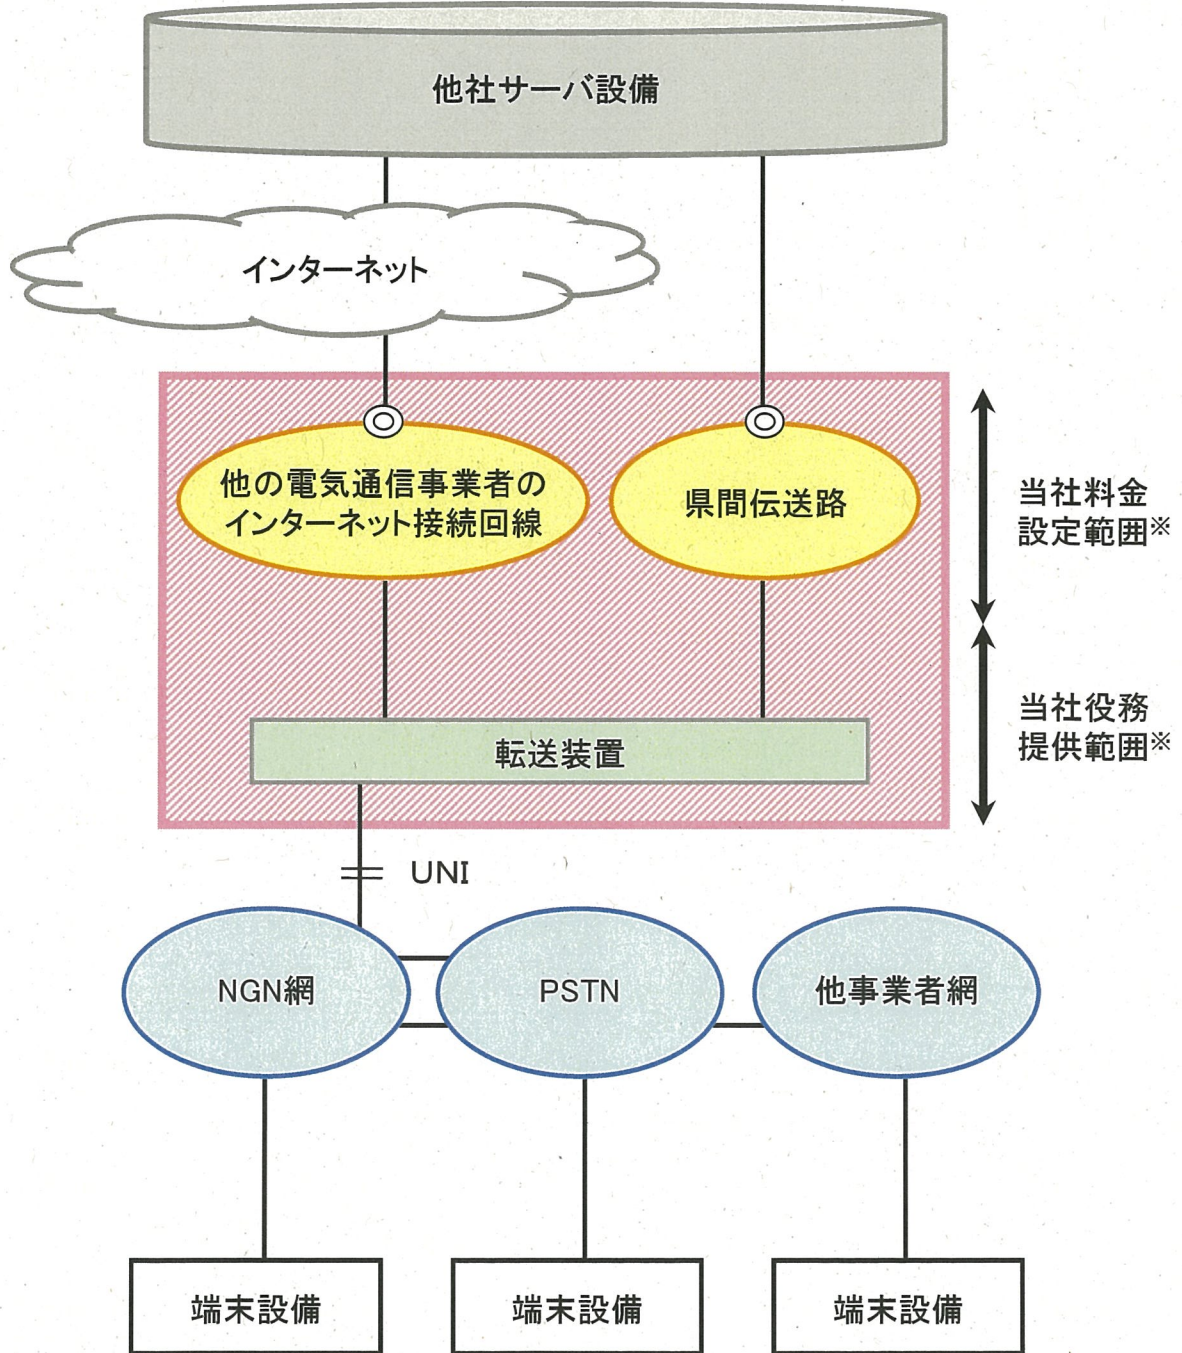 他社サーバ設備
インターネット
他の電気通信事業者の
インターネット接続回線
県間伝送路
当社料金
設定範囲※
転送装置
当社役務
提供範囲※
UNI
NGN網
PSTN
他事業者網
端末設備
端末設備
端末設備